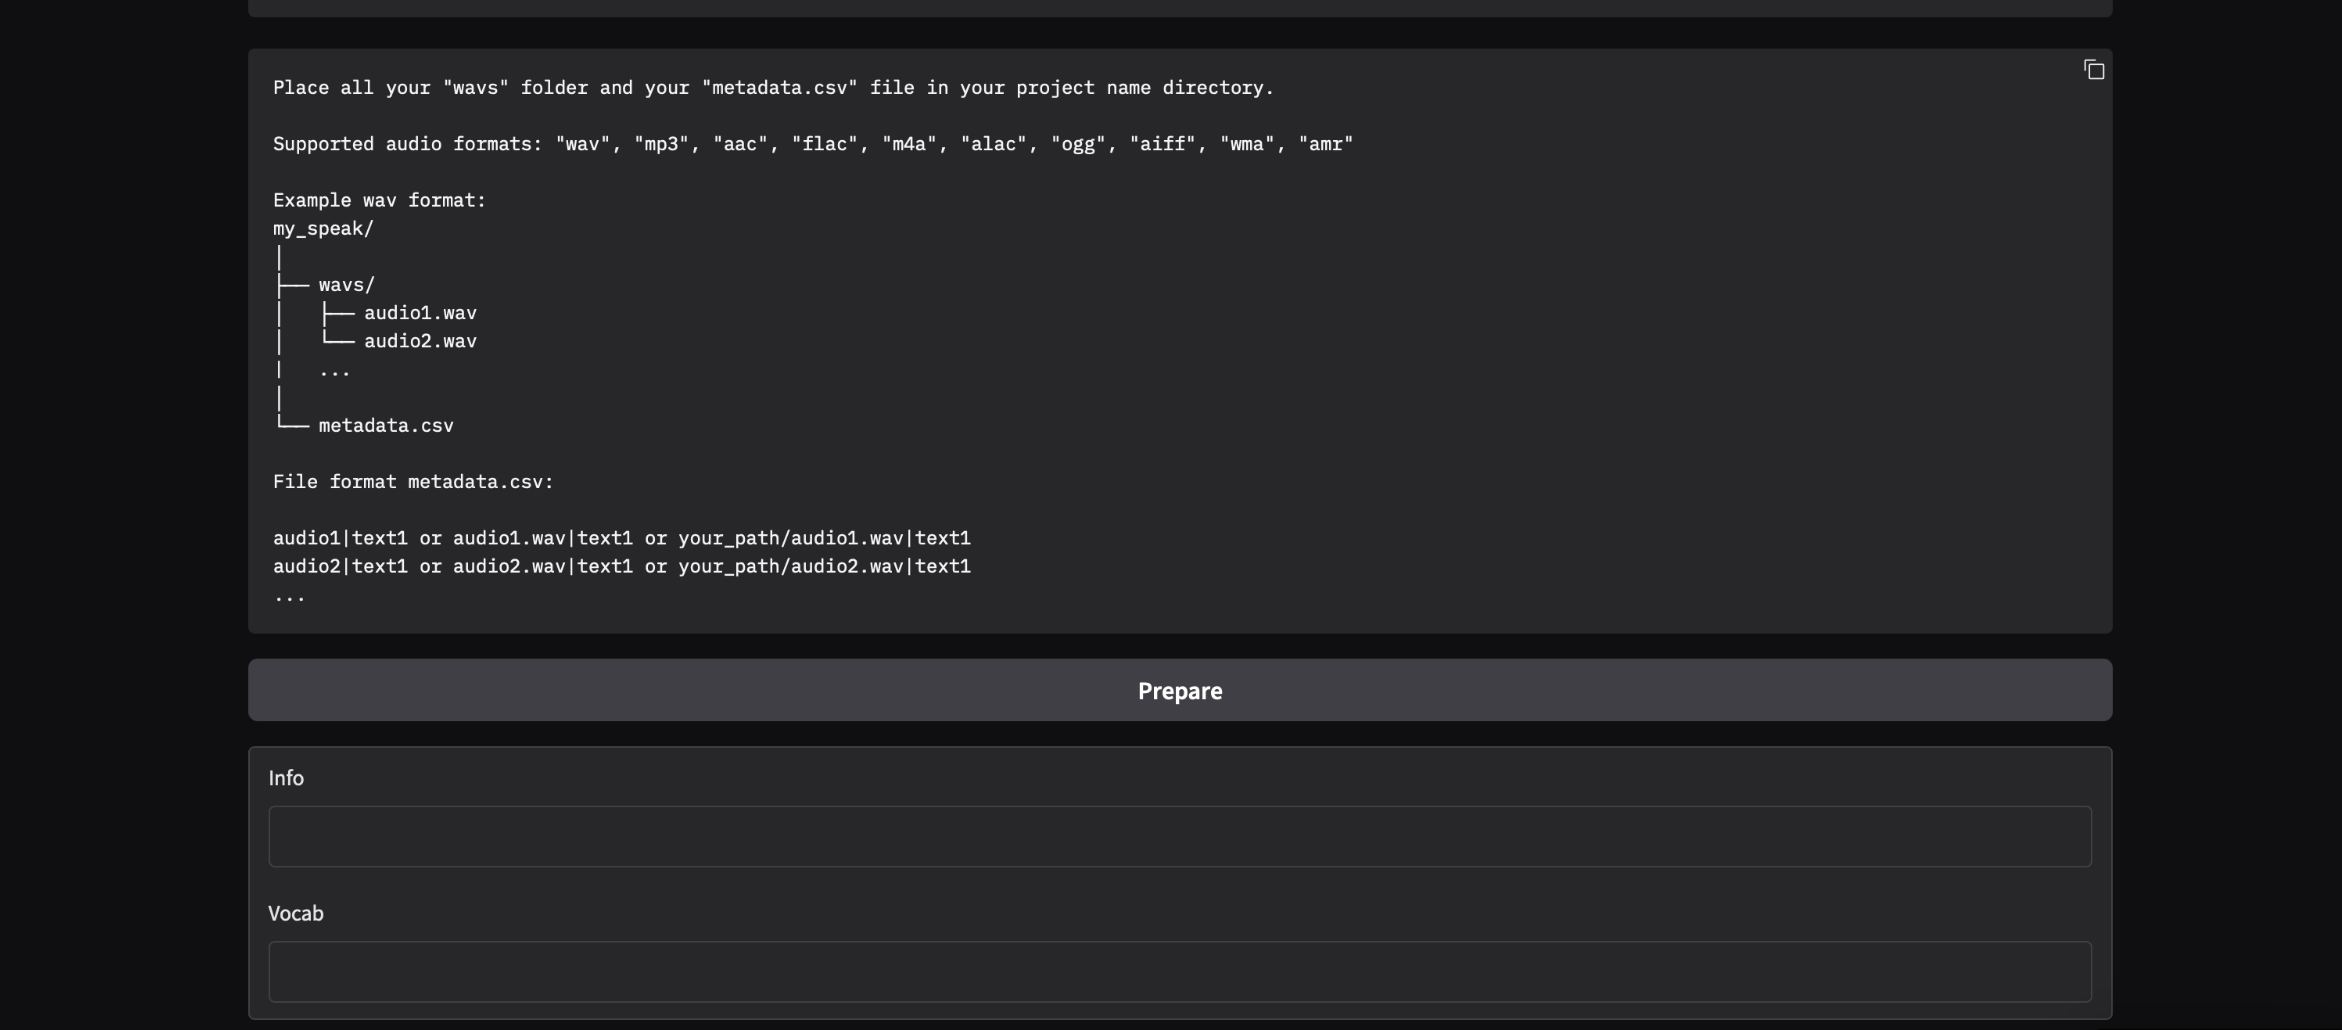 Place all your "wavs" folder and your "metadata.csv" file in your project name directory.
Supported audio formats: "wav", "mp3", "aac", "flac", "m4a", "alac", "ogg", "aiff", "wma", "amr"
Example wav format:
my_speak/
│
├── wavs/
│   ├── audio1.wav
│   └── audio2.wav
|   ...
│
└── metadata.csv
File format metadata.csv:
audio1|text1 or audio1.wav|text1 or your_path/audio1.wav|text1
audio2|text1 or audio2.wav|text1 or your_path/audio2.wav|text1
...
Prepare
Info
Vocab